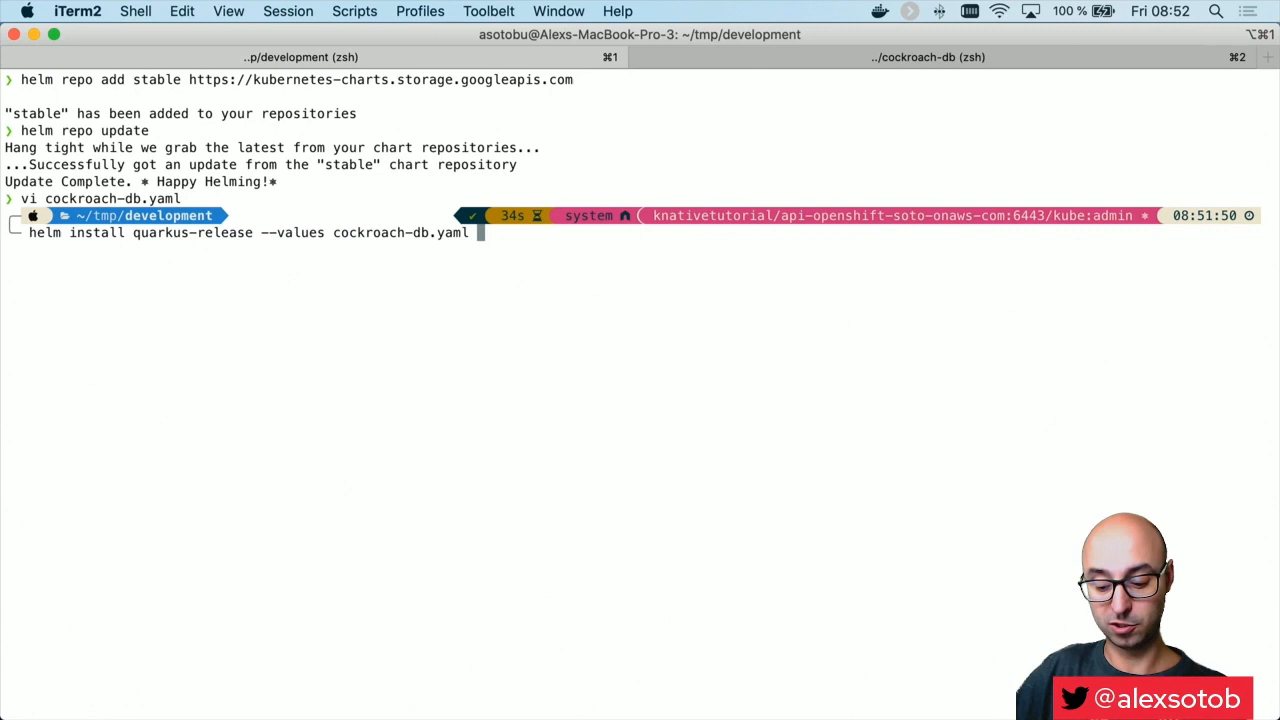 iTerm2 Shell Edit View Session Scripts Profiles Toolbelt Window Help 100 % Fri 08:52
asotobu@Alexs-MacBook-Pro-3: ~/tmp/development ⌥⌘1
..p/development (zsh) ⌘1 ../cockroach-db (zsh) ⌘2
❯ helm repo add stable https://kubernetes-charts.storage.googleapis.com
"stable" has been added to your repositories
❯ helm repo update
Hang tight while we grab the latest from your chart repositories...
...Successfully got an update from the "stable" chart repository
Update Complete. ⎈ Happy Helming!⎈
❯ vi cockroach-db.yaml
~/tmp/development ✓ 34s system knativetutorial/api-openshift-soto-onaws-com:6443/kube:admin ⎈ 08:51:50
helm install quarkus-release --values cockroach-db.yaml
@alexsotob